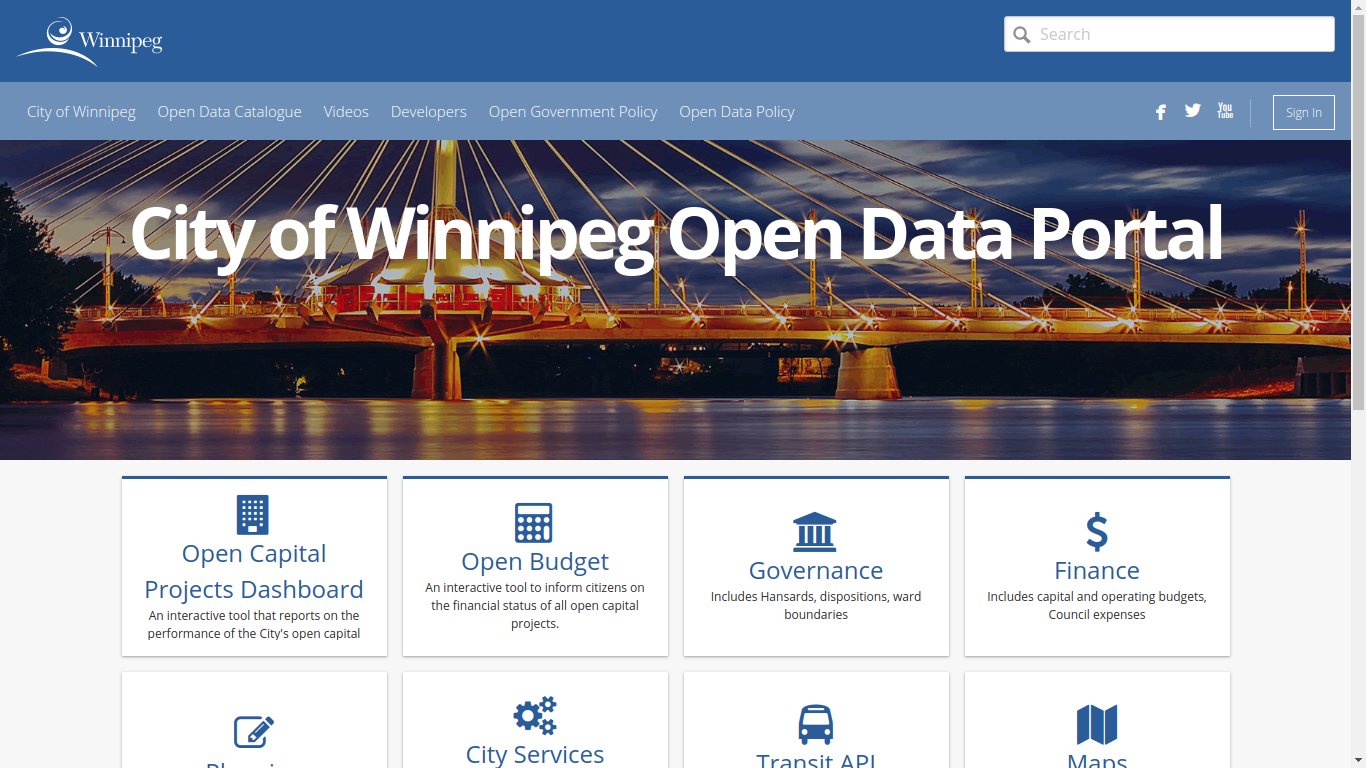 Winnipeg
Search
City of Winnipeg
Open Data Catalogue
Videos
Developers
Open Government Policy
Open Data Policy
You
Tube
Sign In
City of Winnipeg Open Data Portal
Open Capital
Projects Dashboard
An interactive tool that reports on the
performance of the City's open capital
Open Budget
An interactive tool to inform citizens on
the financial status of all open capital
projects.
Governance
Includes Hansards, dispositions, ward
boundaries
Finance
Includes capital and operating budgets,
Council expenses
City Services
Transit API
Maps